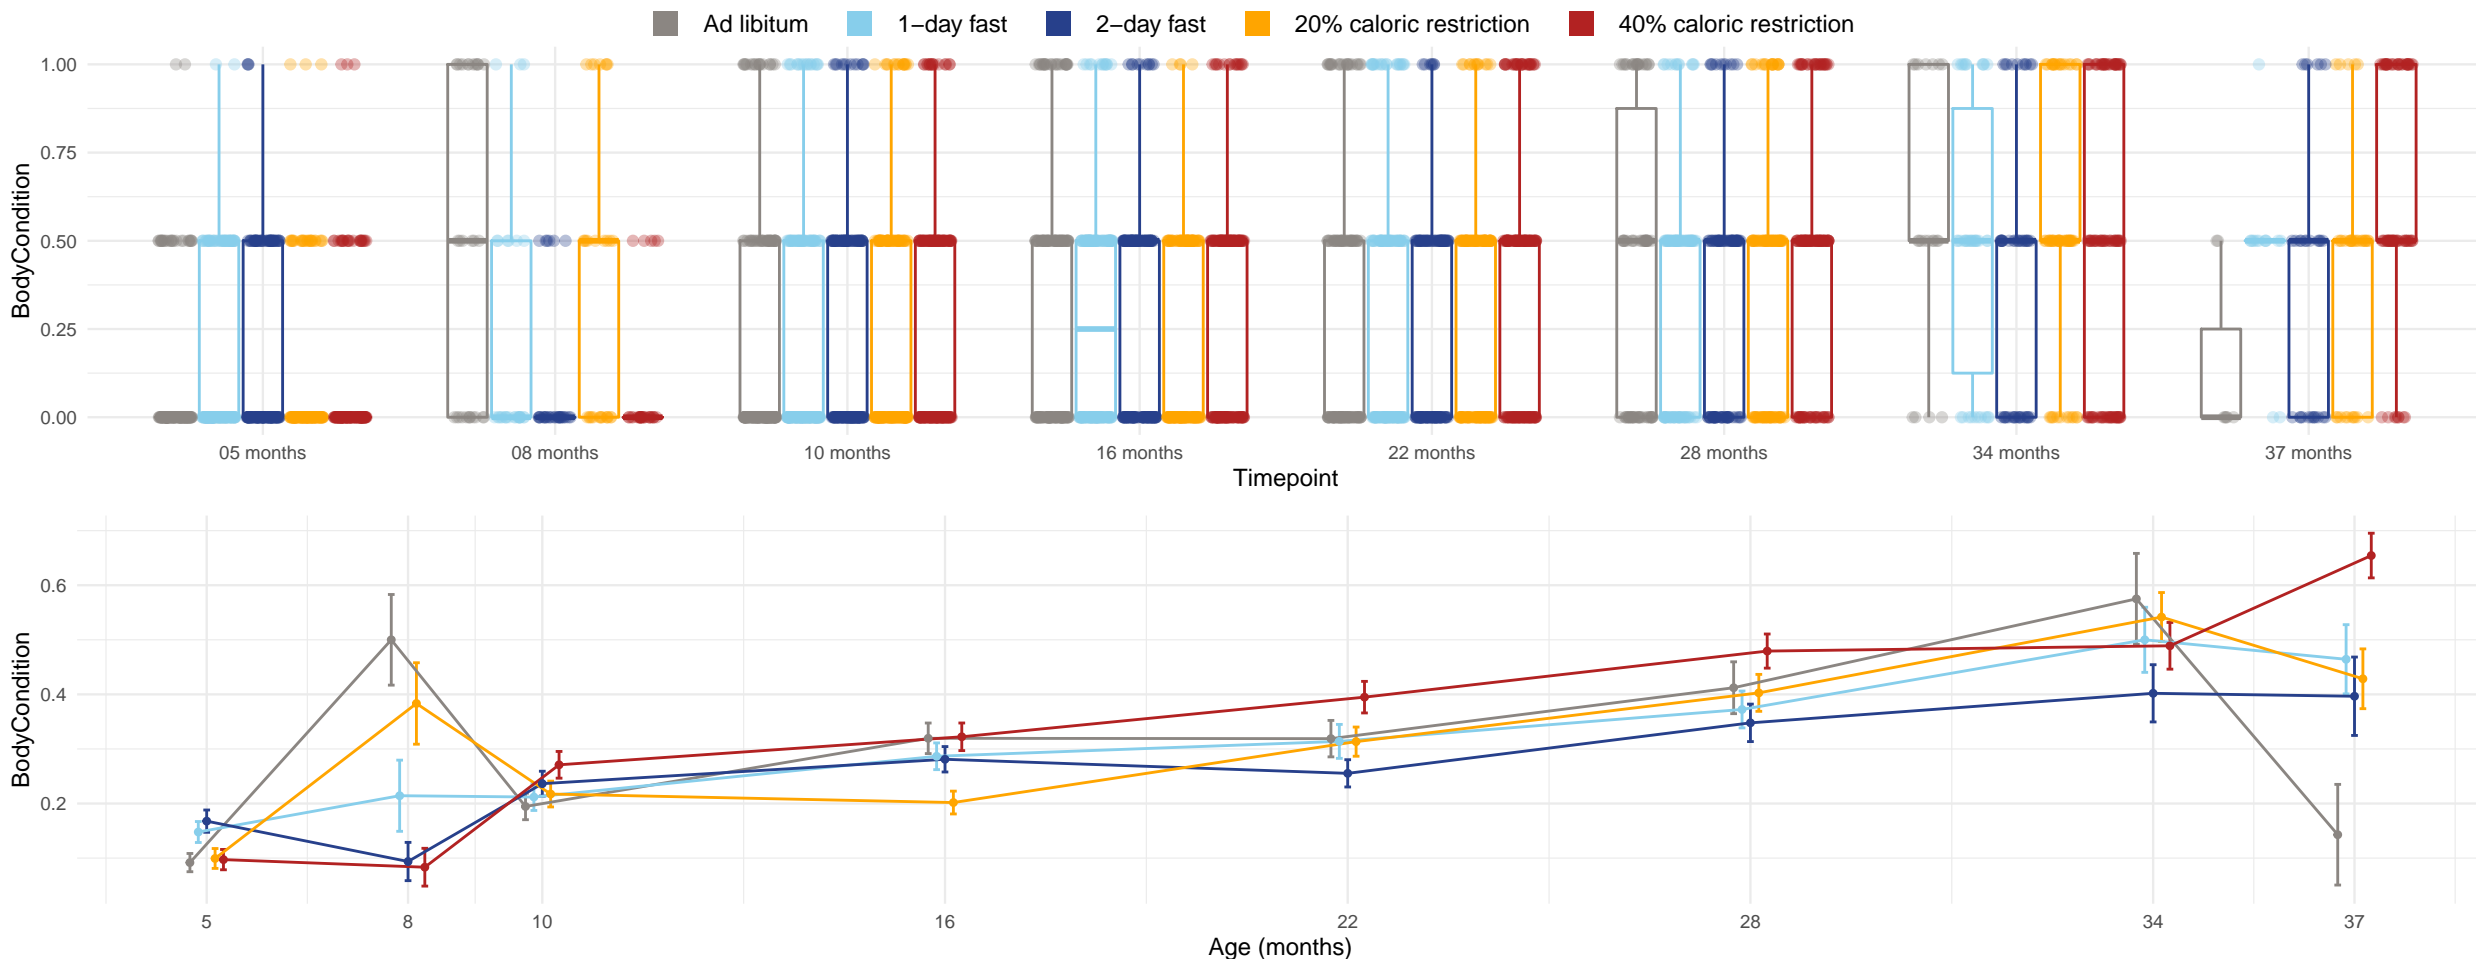 Ad libitum 1−day fast 2−day fast 20% caloric restriction 40% caloric restriction
1.00
0.75
0.50
0.25
0.00
BodyCondition
05 months 08 months 10 months 16 months 22 months 28 months 34 months 37 months
Timepoint
0.6
0.4
0.2
BodyCondition
5 8 10 16 22 28 34 37
Age (months)